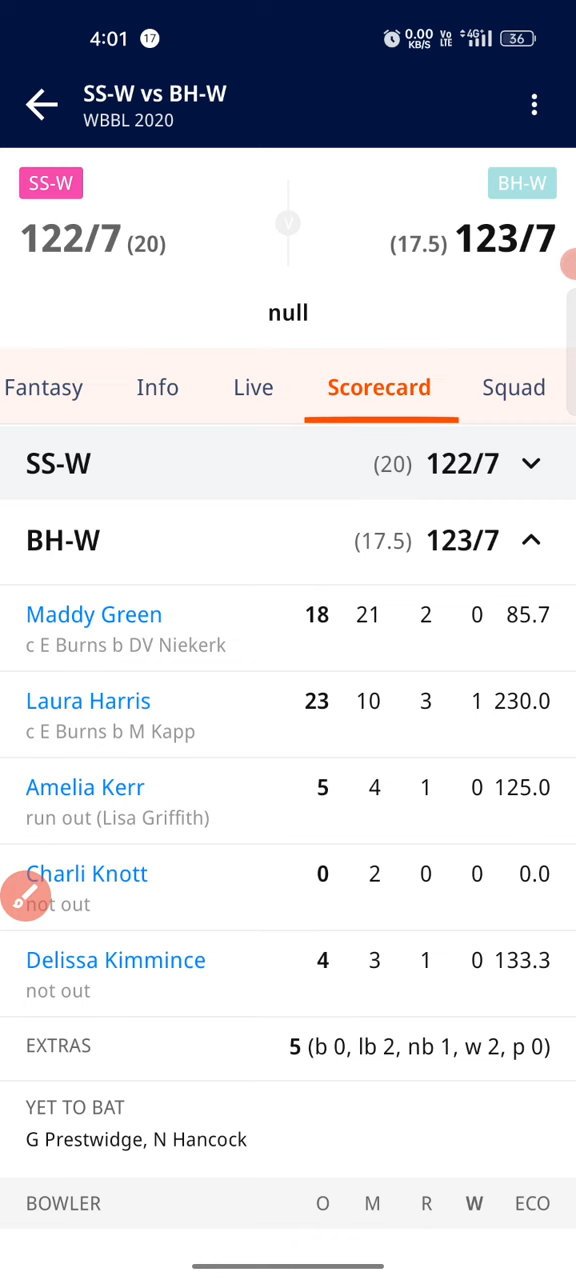 4:01 17 0.00 KB/S Vo LTE 4G+ 36
SS-W vs BH-W
WBBL 2020
SS-W BH-W
122/7 (20) V (17.5) 123/7
null
Fantasy Info Live Scorecard Squad
SS-W (20) 122/7
BH-W (17.5) 123/7
Maddy Green 18 21 2 0 85.7
c E Burns b DV Niekerk
Laura Harris 23 10 3 1 230.0
c E Burns b M Kapp
Amelia Kerr 5 4 1 0 125.0
run out (Lisa Griffith)
Charli Knott 0 2 0 0 0.0
not out
Delissa Kimmince 4 3 1 0 133.3
not out
EXTRAS 5 (b 0, lb 2, nb 1, w 2, p 0)
YET TO BAT
G Prestwidge, N Hancock
BOWLER O M R W ECO